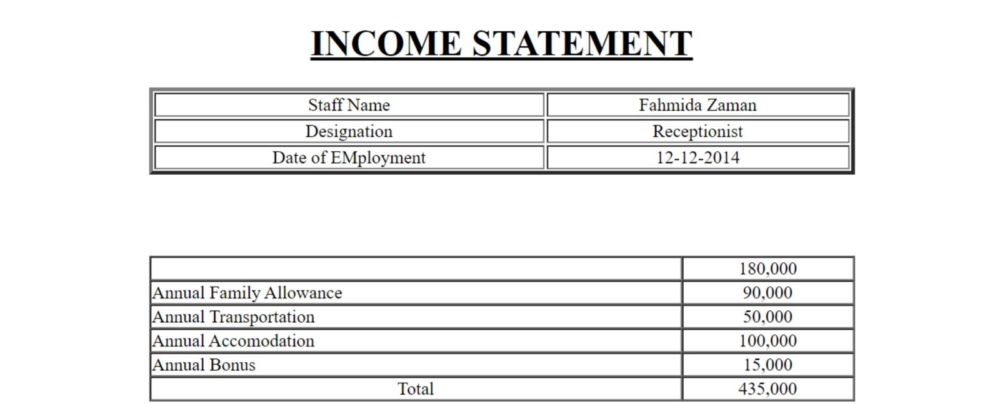 INCOME STATEMENT
Staff Name Fahmida Zaman
Designation Receptionist
Date of EMployment 12-12-2014
180,000
Annual Family Allowance 90,000
Annual Transportation 50,000
Annual Accomodation 100,000
Annual Bonus 15,000
Total 435,000